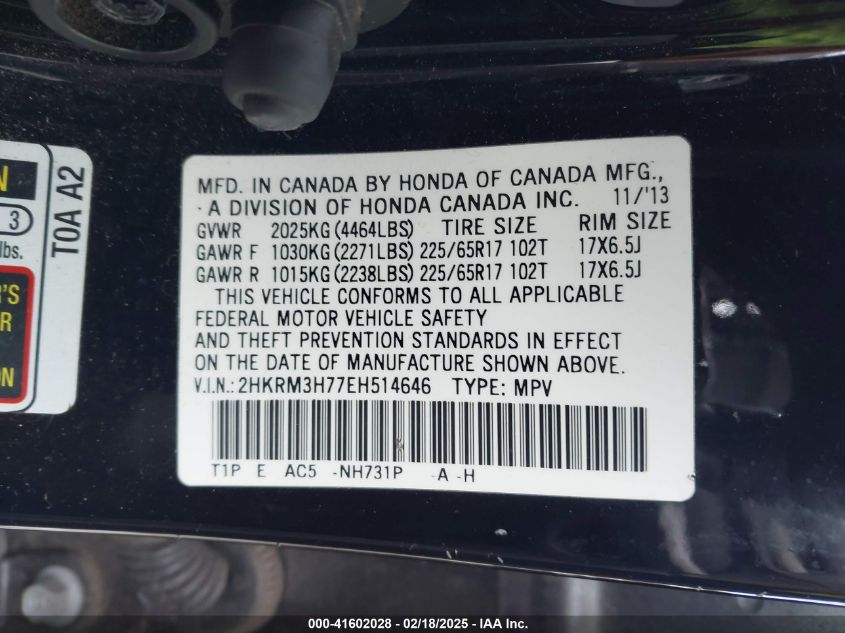 N
3
lbs.
R'S
R
ON
T0A A2
MFD. IN CANADA BY HONDA OF CANADA MFG.,
A DIVISION OF HONDA CANADA INC. 11/'13
GVWR 2025KG (4464LBS) TIRE SIZE RIM SIZE
GAWR F 1030KG (2271LBS) 225/65R17 102T 17X6.5J
GAWR R 1015KG (2238LBS) 225/65R17 102T 17X6.5J
THIS VEHICLE CONFORMS TO ALL APPLICABLE
FEDERAL MOTOR VEHICLE SAFETY
AND THEFT PREVENTION STANDARDS IN EFFECT
ON THE DATE OF MANUFACTURE SHOWN ABOVE.
V.I.N.: 2HKRM3H77EH514646 TYPE: MPV
T1P E AC5 -NH731P -A -H
000-41602028 - 02/18/2025 - IAA Inc.